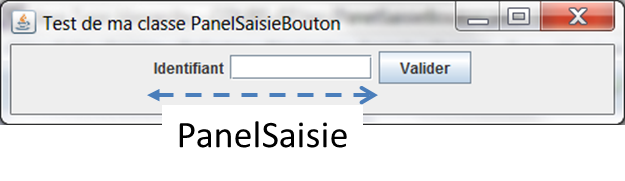 Test de ma classe PanelSaisieBouton
Identifiant Valider
PanelSaisie